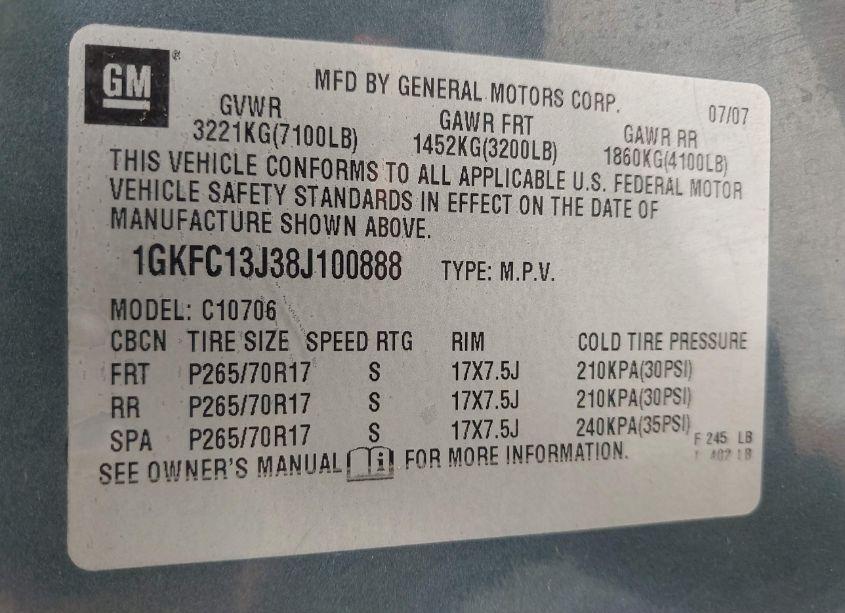 GM®
MFD BY GENERAL MOTORS CORP. 07/07
GVWR GAWR FRT GAWR RR
3221KG(7100LB) 1452KG(3200LB) 1860KG(4100LB)
THIS VEHICLE CONFORMS TO ALL APPLICABLE U.S. FEDERAL MOTOR
VEHICLE SAFETY STANDARDS IN EFFECT ON THE DATE OF
MANUFACTURE SHOWN ABOVE.
1GKFC13J38J100888 TYPE: M.P.V.
MODEL: C10706
CBCN TIRE SIZE SPEED RTG RIM COLD TIRE PRESSURE
FRT P265/70R17 S 17X7.5J 210KPA(30PSI)
RR P265/70R17 S 17X7.5J 210KPA(30PSI)
SPA P265/70R17 S 17X7.5J 240KPA(35PSI)
F 245 LB
402 LB
SEE OWNER'S MANUAL i FOR MORE INFORMATION.